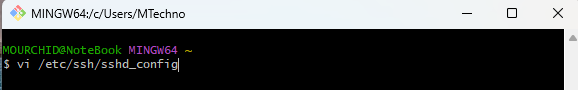 MINGW64:/c/Users/MTechno
MOURCHID@NoteBook MINGW64 ~
$ vi /etc/ssh/sshd_config